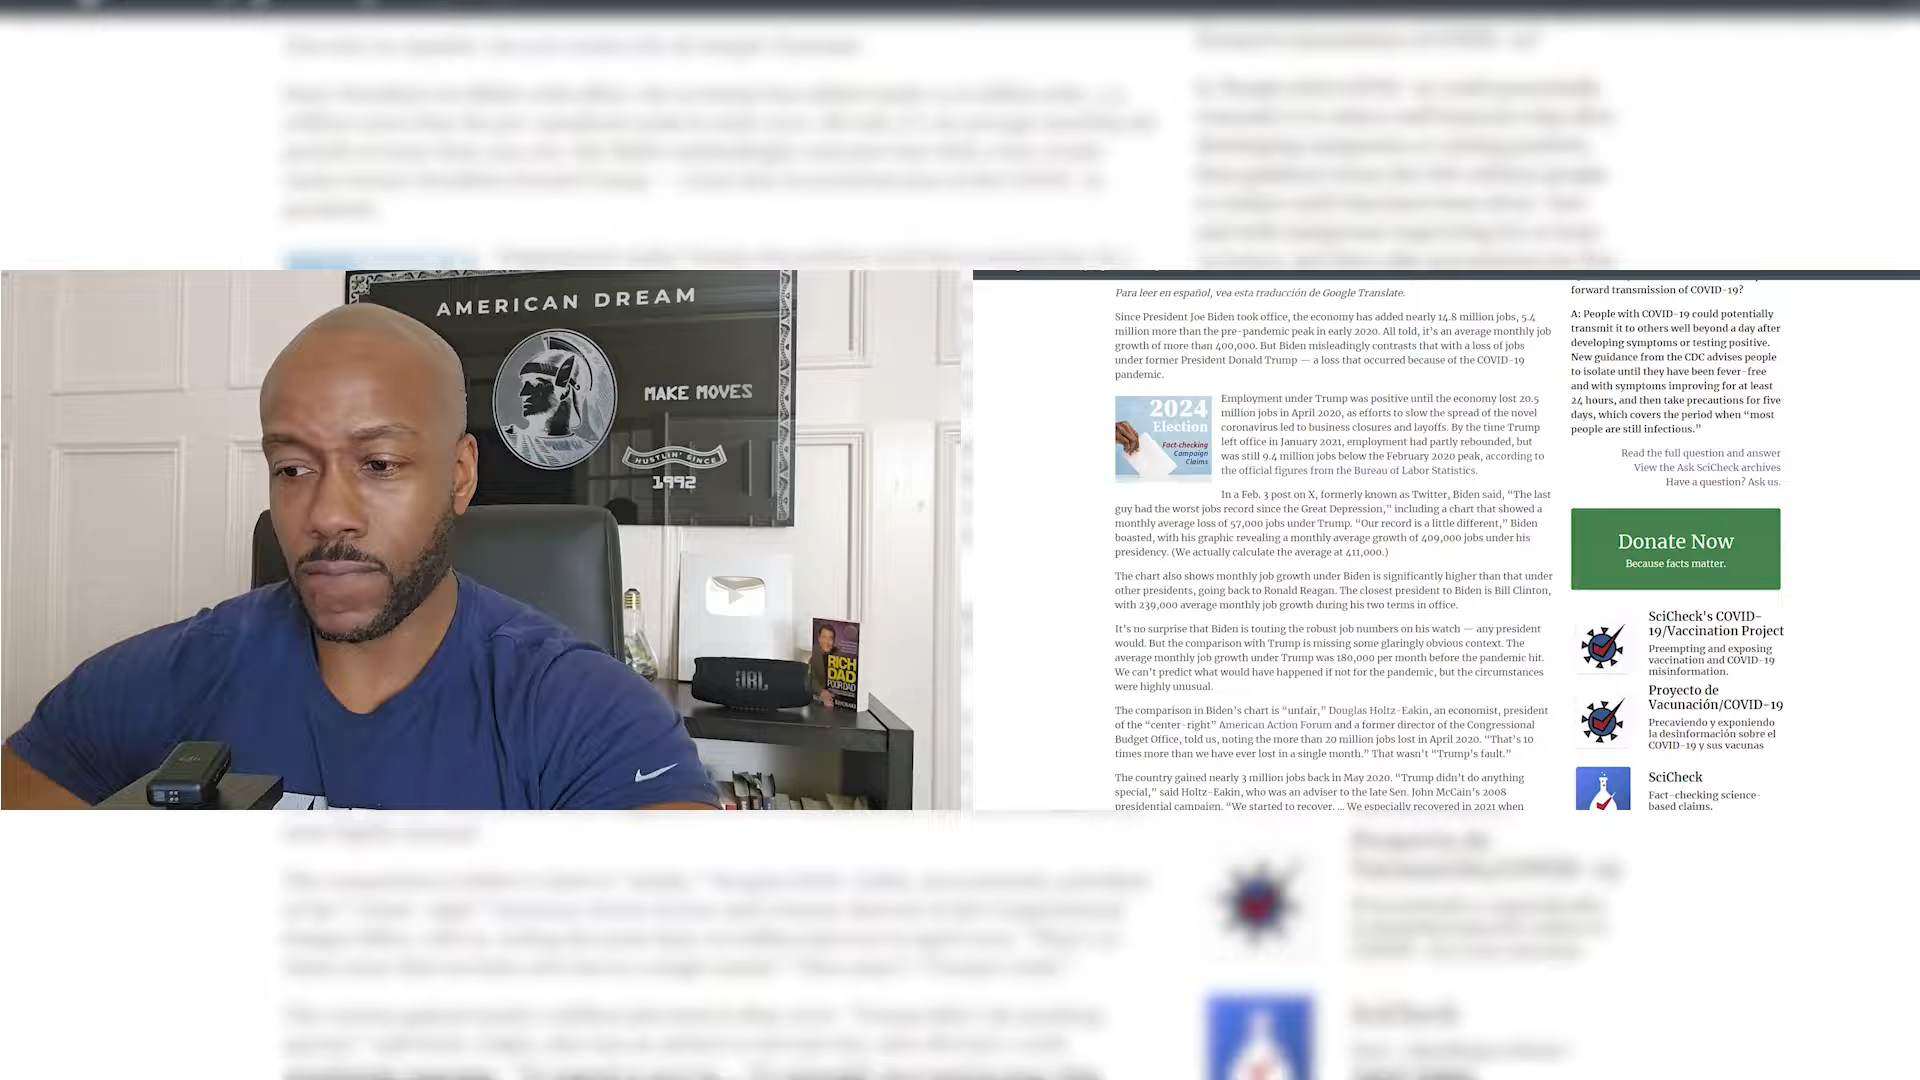 AMERICAN DREAM
MAKE MOVES
HUSTLIN' SINCE
1992
JBL
RICH
DAD
POOR DAD
Para leer en español, vea esta traducción de Google Translate.
Since President Joe Biden took office, the economy has added nearly 14.8 million jobs, 5.4
million more than the pre-pandemic peak in early 2020. All told, it's an average monthly job
growth of more than 400,000. But Biden misleadingly contrasts that with a loss of jobs
under former President Donald Trump — a loss that occurred because of the COVID-19
pandemic.
2024
Election
Fact-checking
Campaign
Claims
Employment under Trump was positive until the economy lost 20.5
million jobs in April 2020, as efforts to slow the spread of the novel
coronavirus led to business closures and layoffs. By the time Trump
left office in January 2021, employment had partly rebounded, but
was still 9.4 million jobs below the February 2020 peak, according to
the official figures from the Bureau of Labor Statistics.
In a Feb. 3 post on X, formerly known as Twitter, Biden said, “The last
guy had the worst jobs record since the Great Depression,” including a chart that showed a
monthly average loss of 57,000 jobs under Trump. “Our record is a little different,” Biden
boasted, with his graphic revealing a monthly average growth of 409,000 jobs under his
presidency. (We actually calculate the average at 411,000.)
The chart also shows monthly job growth under Biden is significantly higher than that under
other presidents, going back to Ronald Reagan. The closest president to Biden is Bill Clinton,
with 239,000 average monthly job growth during his two terms in office.
It's no surprise that Biden is touting the robust job numbers on his watch — any president
would. But the comparison with Trump is missing some glaringly obvious context. The
average monthly job growth under Trump was 180,000 per month before the pandemic hit.
We can't predict what would have happened if not for the pandemic, but the circumstances
were highly unusual.
The comparison in Biden's chart is “unfair,” Douglas Holtz-Eakin, an economist, president
of the “center-right” American Action Forum and a former director of the Congressional
Budget Office, told us, noting the more than 20 million jobs lost in April 2020. “That's 10
times more than we have ever lost in a single month.” That wasn't “Trump's fault.”
The country gained nearly 3 million jobs back in May 2020. “Trump didn't do anything
special,” said Holtz-Eakin, who was an adviser to the late Sen. John McCain's 2008
presidential campaign. “We started to recover. ... We especially recovered in 2021 when
forward transmission of COVID-19?
A: People with COVID-19 could potentially
transmit it to others well beyond a day after
developing symptoms or testing positive.
New guidance from the CDC advises people
to isolate until they have been fever-free
and with symptoms improving for at least
24 hours, and then take precautions for five
days, which covers the period when “most
people are still infectious.”
Read the full question and answer
View the Ask SciCheck archives
Have a question? Ask us.
Donate Now
Because facts matter.
SciCheck's COVID-
19/Vaccination Project
Preempting and exposing
vaccination and COVID-19
misinformation.
Proyecto de
Vacunación/COVID-19
Precaviendo y exponiendo
la desinformación sobre el
COVID-19 y sus vacunas
SciCheck
Fact-checking science-
based claims.